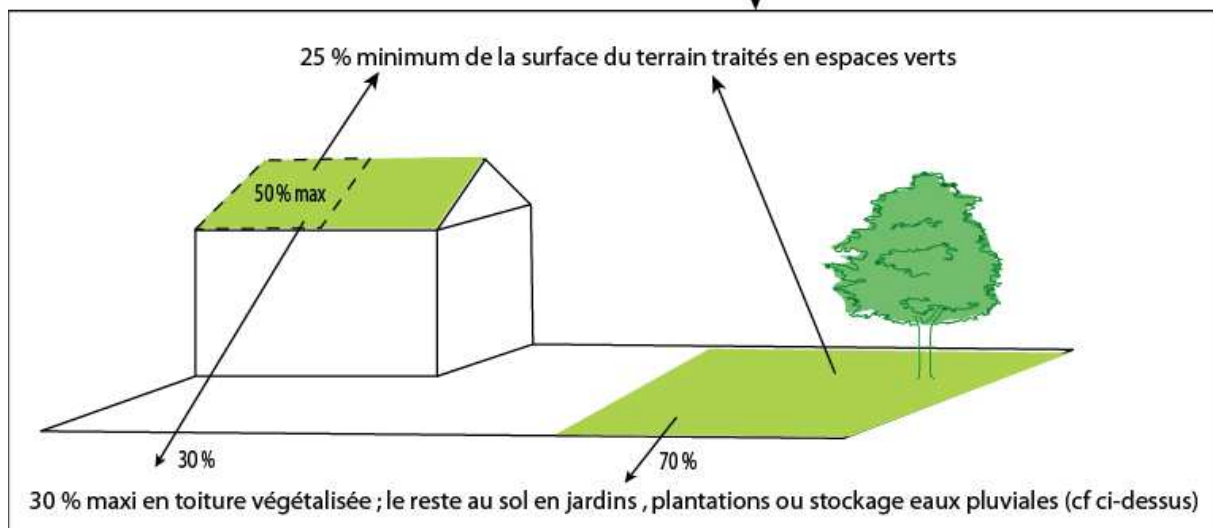 25 % minimum de la surface du terrain traités en espaces verts
50 % max
30 %
70 %
30 % maxi en toiture végétalisée ; le reste au sol en jardins , plantations ou stockage eaux pluviales (cf ci-dessus)